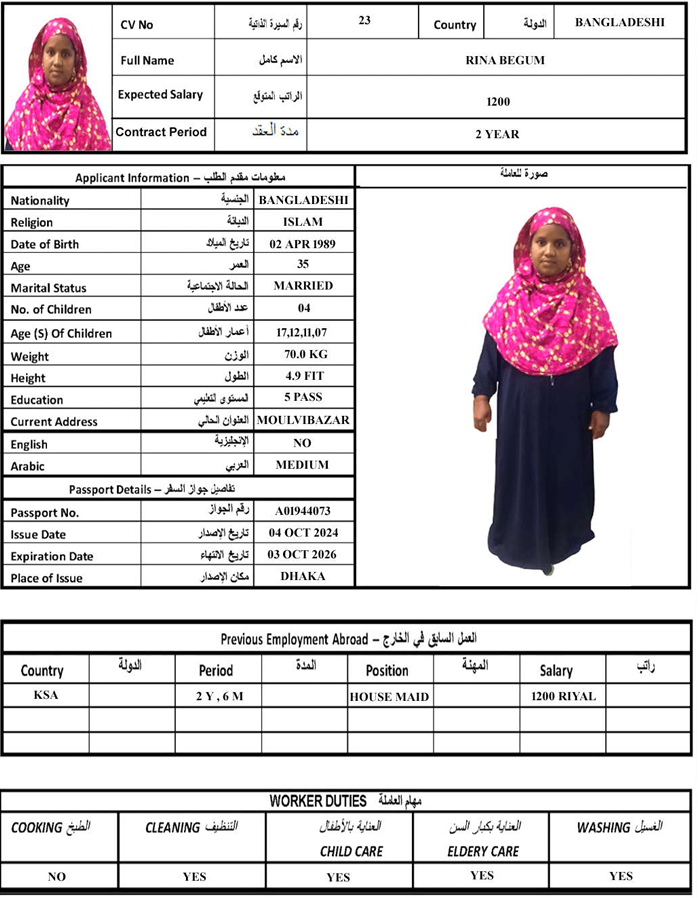 CV No رقم السيرة الذاتية 23 Country الدولة BANGLADESHI
Full Name الاسم كامل RINA BEGUM
Expected Salary الراتب المتوقع 1200
Contract Period مدة العقد 2 YEAR
Applicant Information – معلومات مقدم الطلب
صورة للعاملة
Nationality الجنسية BANGLADESHI
Religion الديانة ISLAM
Date of Birth تاريخ الميلاد 02 APR 1989
Age العمر 35
Marital Status الحالة الاجتماعية MARRIED
No. of Children عدد الأطفال 04
Age (S) Of Children أعمار الأطفال 17,12,11,07
Weight الوزن 70.0 KG
Height الطول 4.9 FIT
Education المستوى التعليمي 5 PASS
Current Address العنوان الحالي MOULVIBAZAR
English الإنجليزية NO
Arabic العربي MEDIUM
Passport Details – تفاصيل جواز السفر
Passport No. رقم الجواز A01944073
Issue Date تاريخ الإصدار 04 OCT 2024
Expiration Date تاريخ الانتهاء 03 OCT 2026
Place of Issue مكان الإصدار DHAKA
Previous Employment Abroad – العمل السابق في الخارج
Country الدولة Period المدة Position المهنة Salary راتب
KSA 2 Y , 6 M HOUSE MAID 1200 RIYAL
WORKER DUTIES مهام العاملة
COOKING الطبخ CLEANING التنظيف العناية بالأطفال العناية بكبار السن WASHING الغسيل
CHILD CARE ELDERY CARE
NO YES YES YES YES